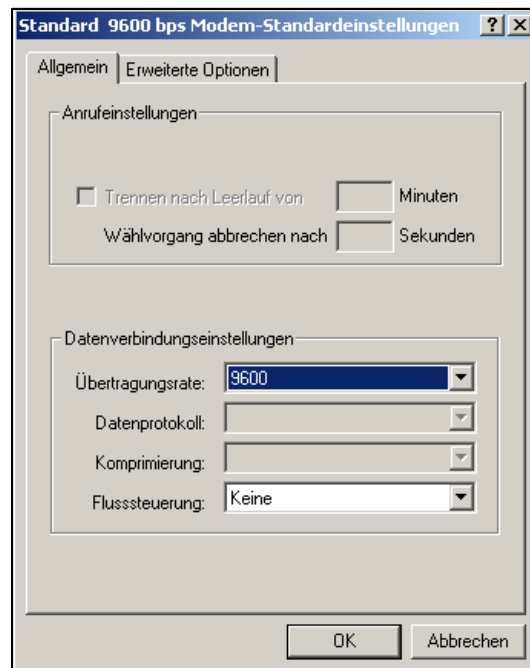 Standard 9600 bps Modem-Standardeinstellungen
Allgemein Erweiterte Optionen
Anrufeinstellungen
Trennen nach Leerlauf von Minuten
Wählvorgang abbrechen nach Sekunden
Datenverbindungseinstellungen
Übertragungsrate: 9600
Datenprotokoll:
Komprimierung:
Flusssteuerung: Keine
OK Abbrechen